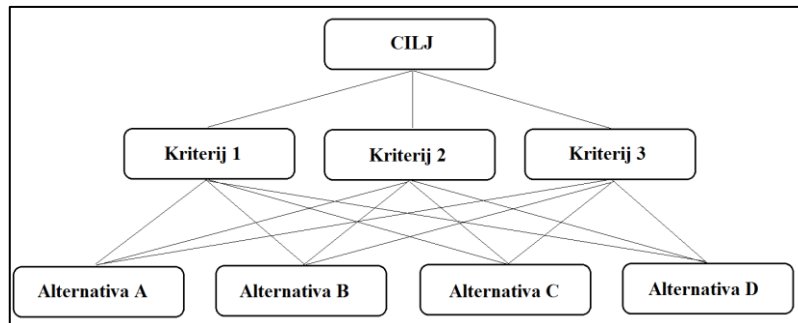 CILJ
Kriterij 1
Kriterij 2
Kriterij 3
Alternativa A
Alternativa B
Alternativa C
Alternativa D